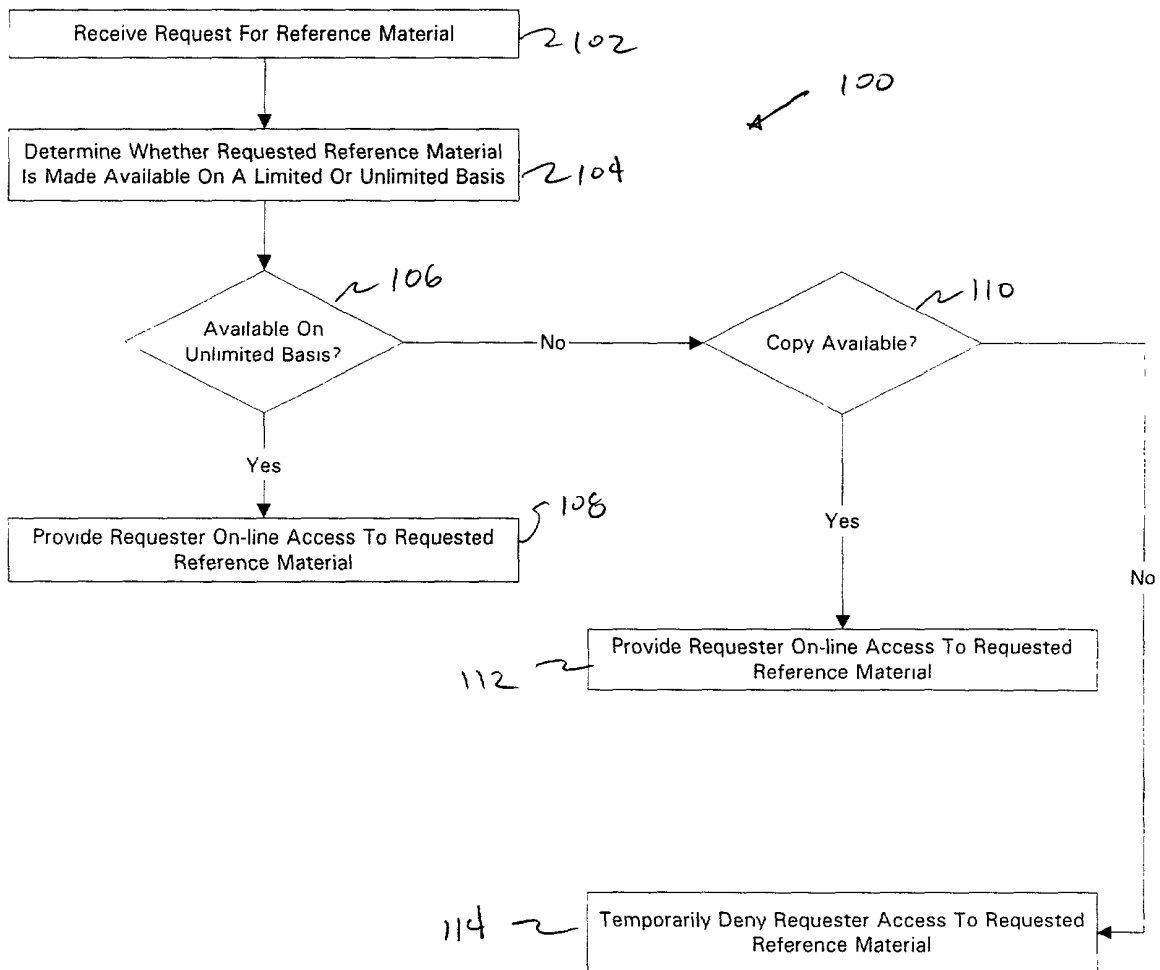 Receive Request For Reference Material
102
100
Determine Whether Requested Reference Material
Is Made Available On A Limited Or Unlimited Basis
104
106
110
Available On
Unlimited Basis?
No
Copy Available?
Yes
108
Provide Requester On-line Access To Requested
Reference Material
Yes
No
Provide Requester On-line Access To Requested
Reference Material
112
Temporarily Deny Requester Access To Requested
Reference Material
114